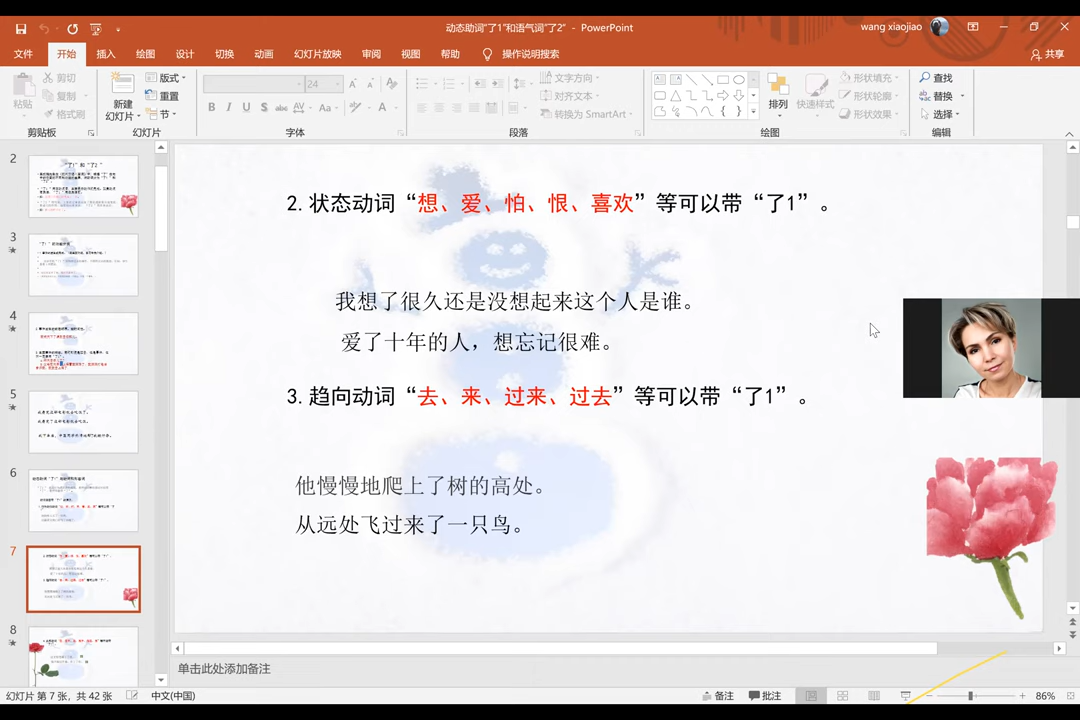 动态助词“了1”和语气词“了2” - PowerPoint
wang xiaojiao
文件 开始 插入 绘图 设计 切换 动画 幻灯片放映 审阅 视图 帮助 操作说明搜索 共享
粘贴 剪切 复制 格式刷
新建幻灯片 版式 重置 节
24
B I U S abc AV Aa A
文字方向 对齐文本 转换为 SmartArt
排列 快速样式 形状填充 形状轮廓 形状效果
查找 替换 选择
剪贴板 幻灯片 字体 段落 绘图 编辑
2
3
4
5
6
7
8
2.状态动词“想、爱、怕、恨、喜欢”等可以带“了1”。
我想了很久还是没想起来这个人是谁。
爱了十年的人，想忘记很难。
3.趋向动词“去、来、过来、过去”等可以带“了1”。
他慢慢地爬上了树的高处。
从远处飞过来了一只鸟。
单击此处添加备注
幻灯片 第 7 张，共 42 张 中文(中国) 备注 批注 86%